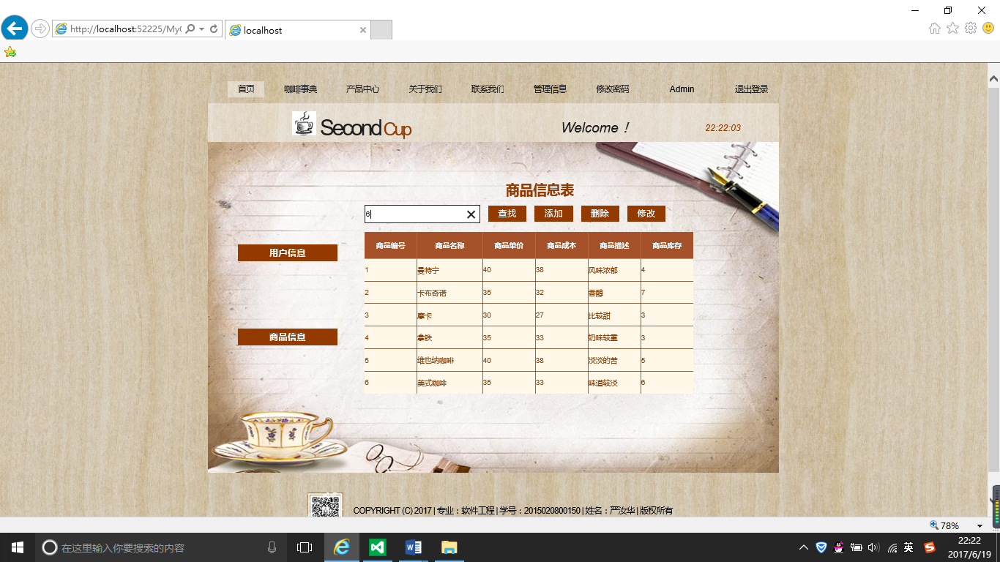 http://localhost:52225/My
localhost
首页 咖啡事典 产品中心 关于我们 联系我们 管理信息 修改密码 Admin 退出登录
Second Cup Welcome！ 22:22:03
商品信息表
6 查找 添加 删除 修改
用户信息
商品信息
商品编号 商品名称 商品单价 商品成本 商品描述 商品库存
1 曼特宁 40 38 风味浓郁 4
2 卡布奇诺 35 32 香醇 7
3 摩卡 30 27 比较甜 3
4 拿铁 35 33 奶味较重 3
5 维也纳咖啡 40 38 淡淡的苦 5
6 美式咖啡 35 33 味道较淡 6
COPYRIGHT (C) 2017 | 专业：软件工程 | 学号：2015020800150 | 姓名：严汝华 | 版权所有
78%
在这里输入你要搜索的内容
英
22:22
2017/6/19